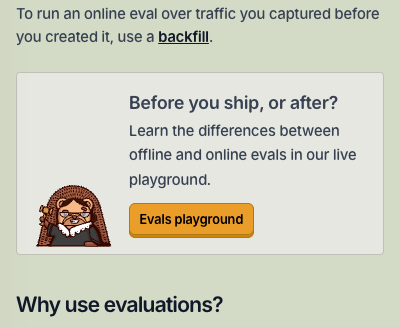 To run an online eval over traffic you captured before
you created it, use a backfill.
Before you ship, or after?
Learn the differences between
offline and online evals in our live
playground.
Evals playground
Why use evaluations?